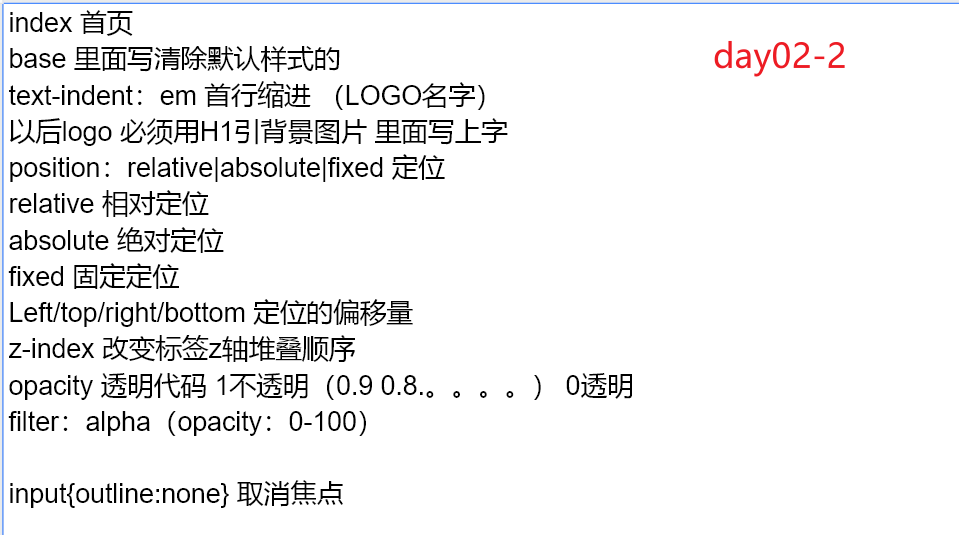 index 首页
base 里面写清除默认样式的
day02-2
text-indent：em 首行缩进 （LOGO名字）
以后logo 必须用H1引背景图片 里面写上字
position：relative|absolute|fixed 定位
relative 相对定位
absolute 绝对定位
fixed 固定定位
Left/top/right/bottom 定位的偏移量
z-index 改变标签z轴堆叠顺序
opacity 透明代码 1不透明（0.9 0.8.。。。。） 0透明
filter：alpha（opacity：0-100）
input{outline:none} 取消焦点